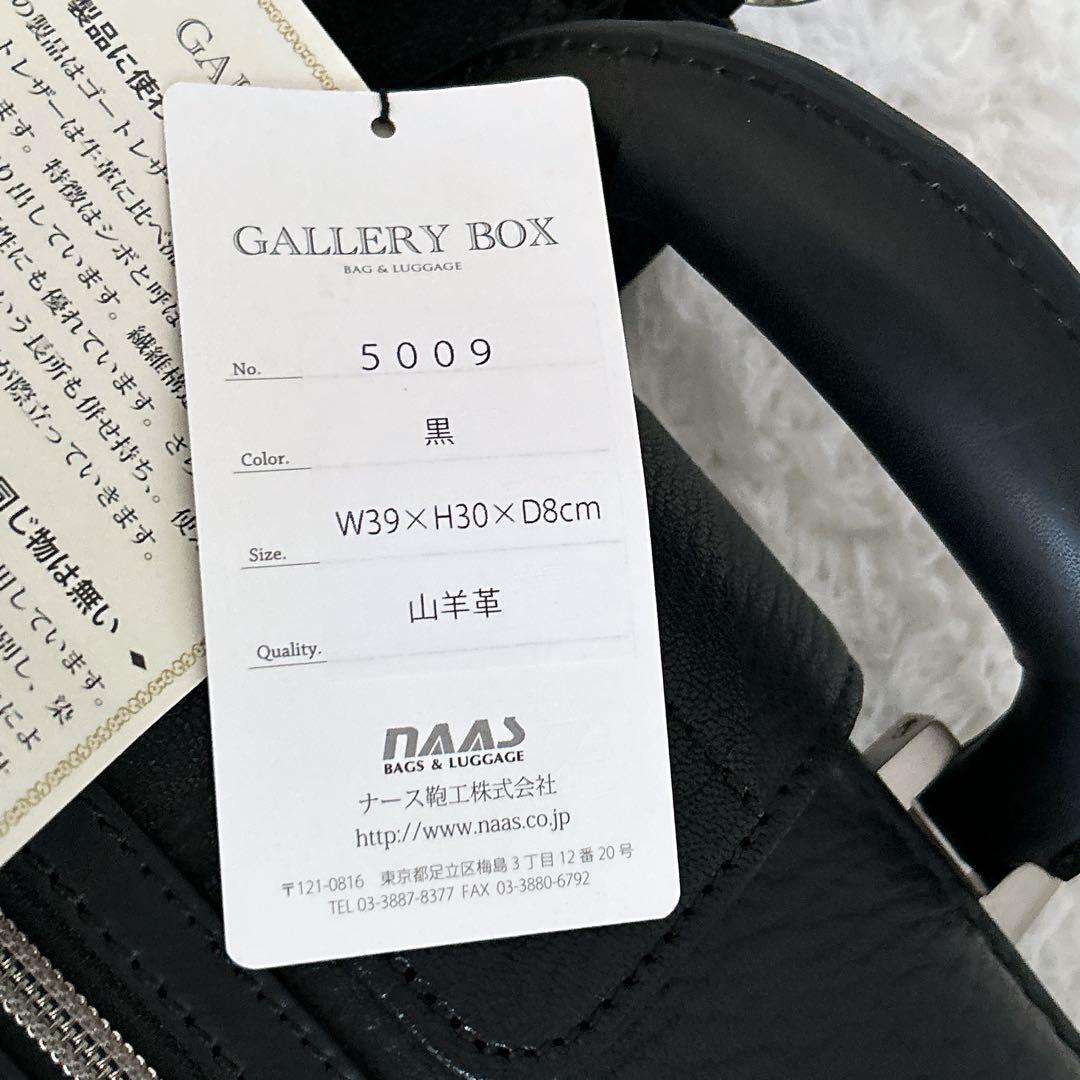 GALLERY BOX
BAG & LUGGAGE
No. 5009
Color. 黒
Size. W39×H30×D8cm
Quality. 山羊革
NAAS
BAGS & LUGGAGE
ナース鞄工株式会社
http://www.naas.co.jp
〒121-0816 東京都足立区梅島3丁目12番20号
TEL 03-3887-8377 FAX 03-3880-6792
製品に使わ
の製品はゴートレザ
トレザーは牛革に比べ
ます。特徴はシボと呼ば
り出しています。繊維構
性にも優れています。さら
いう長所も併せ持ち、使
が際立っていきます。
同じ物は無い◆
出しています。
別し、染
によ